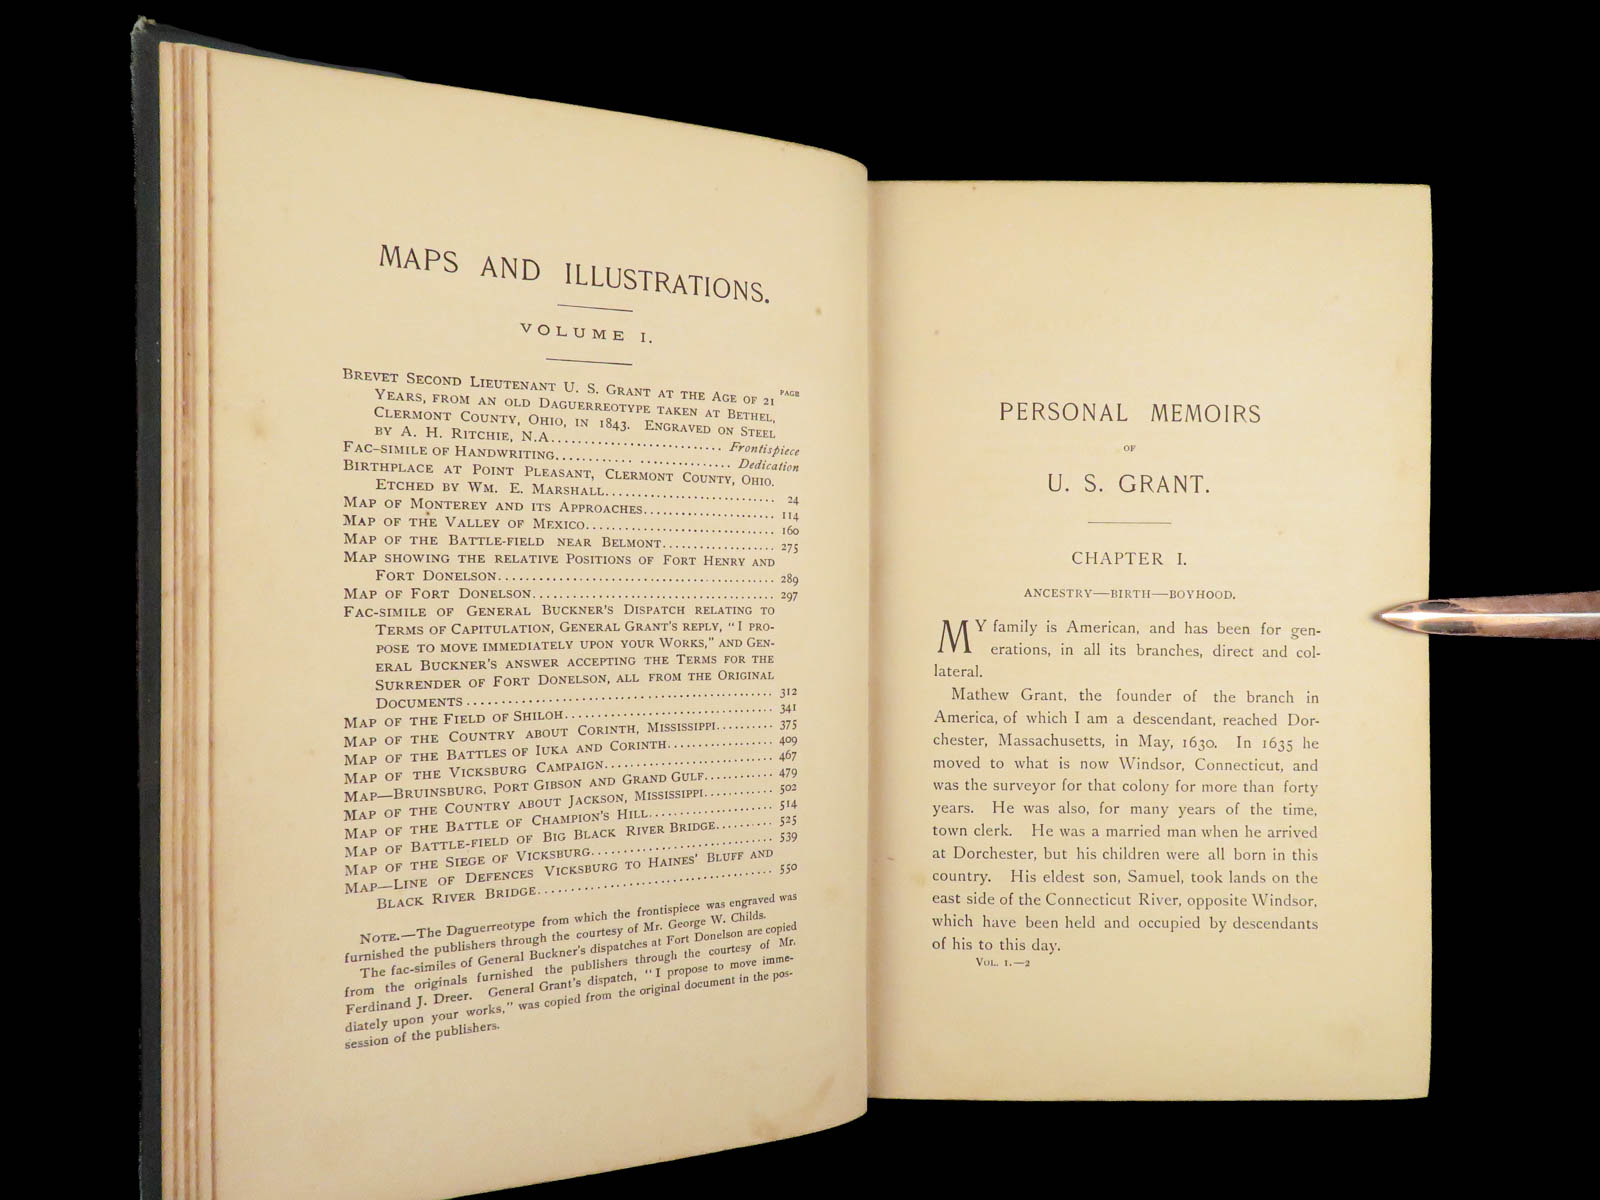 MAPS AND ILLUSTRATIONS.
VOLUME I.
PAGE
BREVET SECOND LIEUTENANT U. S. GRANT AT THE AGE OF 21
YEARS, FROM AN OLD DAGUERREOTYPE TAKEN AT BETHEL,
CLERMONT COUNTY, OHIO, IN 1843. ENGRAVED ON STEEL
BY A. H. RITCHIE, N.A.......................... Frontispiece
FAC-SIMILE OF HANDWRITING............ .............. Dedication
BIRTHPLACE AT POINT PLEASANT, CLERMONT COUNTY, OHIO.
ETCHED BY WM. E. MARSHALL.......................... 24
MAP OF MONTEREY AND ITS APPROACHES.................... 114
MAP OF THE VALLEY OF MEXICO............................. 160
MAP OF THE BATTLE-FIELD NEAR BELMONT.................. 275
MAP SHOWING THE RELATIVE POSITIONS OF FORT HENRY AND
FORT DONELSON......................................... 289
MAP OF FORT DONELSON.................................... 297
FAC-SIMILE OF GENERAL BUCKNER'S DISPATCH RELATING TO
TERMS OF CAPITULATION, GENERAL GRANT'S REPLY, "I PRO-
POSE TO MOVE IMMEDIATELY UPON YOUR WORKS," AND GEN-
ERAL BUCKNER'S ANSWER ACCEPTING THE TERMS FOR THE
SURRENDER OF FORT DONELSON, ALL FROM THE ORIGINAL
DOCUMENTS ............................................. 312
MAP OF THE FIELD OF SHILOH............................... 341
MAP OF THE COUNTRY ABOUT CORINTH, MISSISSIPPI......... 375
MAP OF THE BATTLES OF IUKA AND CORINTH................. 409
MAP OF THE VICKSBURG CAMPAIGN.......................... 467
MAP—BRUINSBURG, PORT GIBSON AND GRAND GULF........... 479
MAP OF THE COUNTRY ABOUT JACKSON, MISSISSIPPI........... 502
MAP OF THE BATTLE OF CHAMPION'S HILL.................... 514
MAP OF BATTLE-FIELD OF BIG BLACK RIVER BRIDGE......... 525
MAP OF THE SIEGE OF VICKSBURG............................ 539
MAP—LINE OF DEFENCES VICKSBURG TO HAINES' BLUFF AND
BLACK RIVER BRIDGE..................................... 550
NOTE.—The Daguerreotype from which the frontispiece was engraved was
furnished the publishers through the courtesy of Mr. George W. Childs.
The fac-similes of General Buckner's dispatches at Fort Donelson are copied
from the originals furnished the publishers through the courtesy of Mr.
Ferdinand J. Dreer. General Grant's dispatch, "I propose to move imme-
diately upon your works," was copied from the original document in the pos-
session of the publishers.
PERSONAL MEMOIRS
OF
U. S. GRANT.
CHAPTER I.
ANCESTRY—BIRTH—BOYHOOD.
MY family is American, and has been for gen-
erations, in all its branches, direct and col-
lateral.
Mathew Grant, the founder of the branch in
America, of which I am a descendant, reached Dor-
chester, Massachusetts, in May, 1630. In 1635 he
moved to what is now Windsor, Connecticut, and
was the surveyor for that colony for more than forty
years. He was also, for many years of the time,
town clerk. He was a married man when he arrived
at Dorchester, but his children were all born in this
country. His eldest son, Samuel, took lands on the
east side of the Connecticut River, opposite Windsor,
which have been held and occupied by descendants
of his to this day.
VOL. I.—2